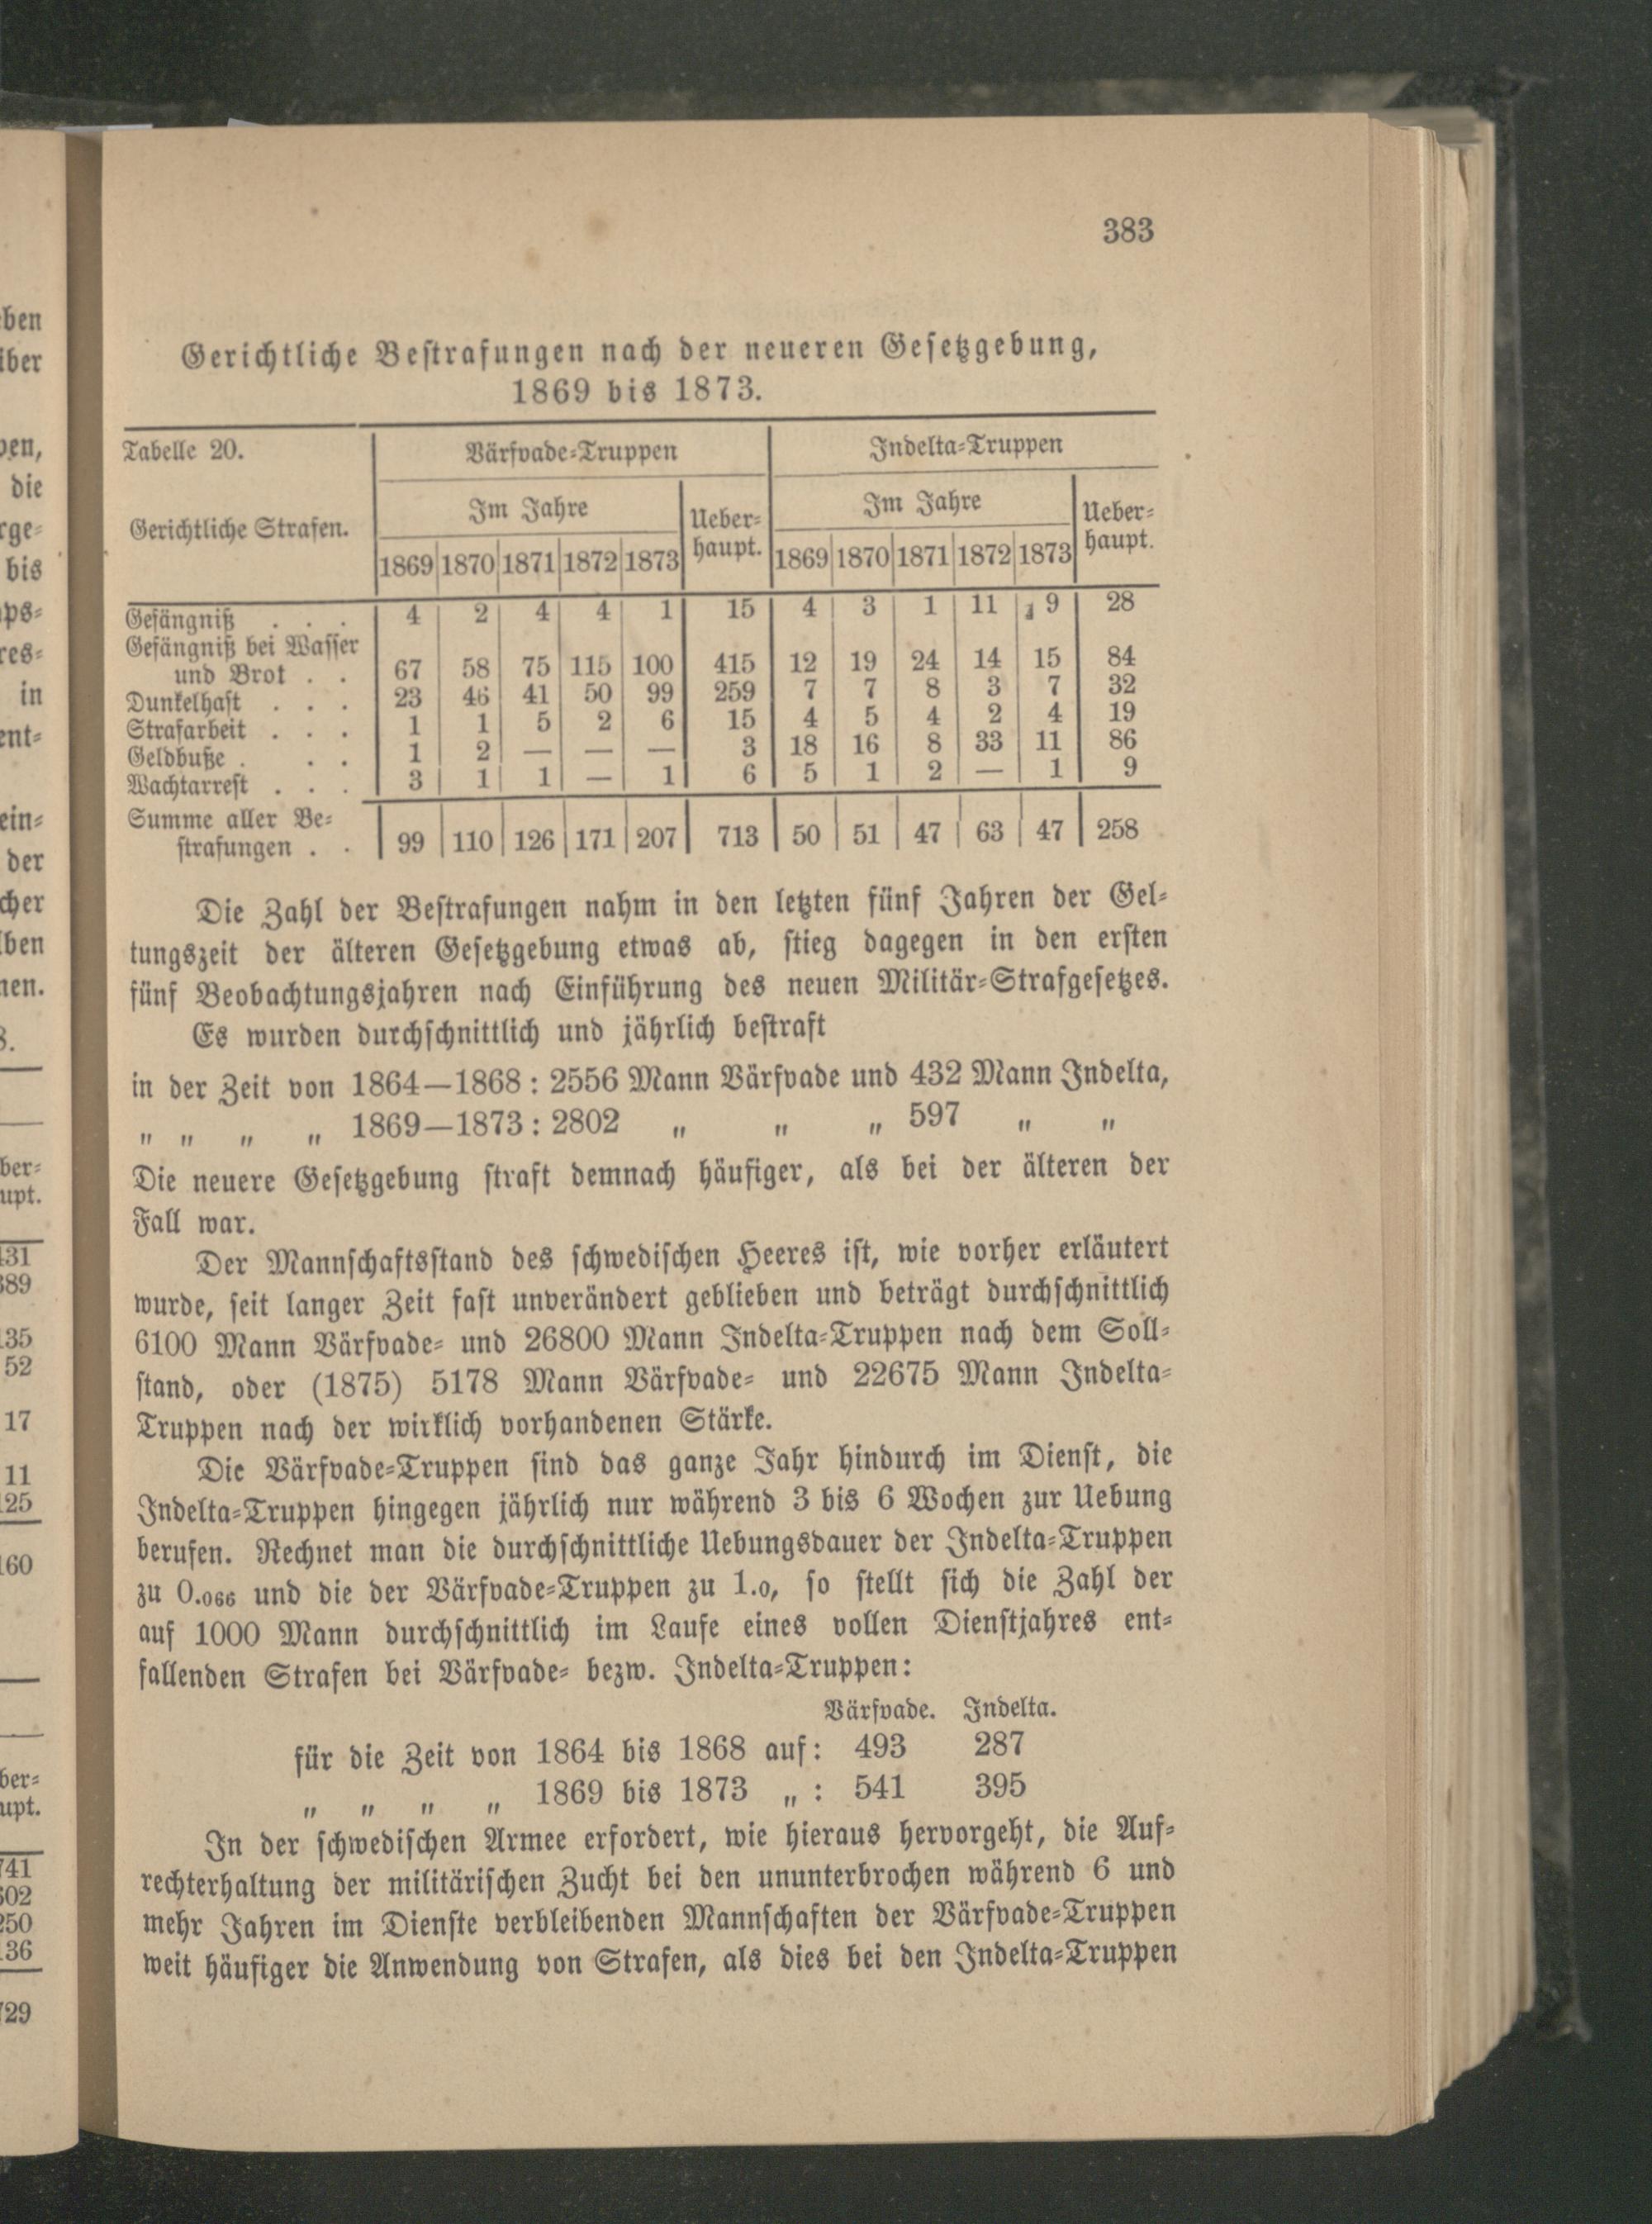 383
Gerichtliche Bestrafungen nach der neueren Gesetzgebung,
1869 bis 1873.
Tabelle 20. Värfvade-Truppen Indelta-Truppen
Gerichtliche Strafen. Im Jahre Ueber-haupt. Im Jahre Ueber-haupt.
1869 1870 1871 1872 1873 1869 1870 1871 1872 1873
Gefängniß . . . 4 2 4 4 1 15 4 3 1 11 9 28
Gefängniß bei Wasser
und Brot . . 67 58 75 115 100 415 12 19 24 14 15 84
Dunkelhaft . . . 23 46 41 50 99 259 7 7 8 3 7 32
Strafarbeit . . . 1 1 5 2 6 15 4 5 4 2 4 19
Geldbuße . . . 1 2 — — — 3 18 16 8 33 11 86
Wachtarrest . . . 3 1 1 — 1 6 5 1 2 — 1 9
Summe aller Be-
strafungen . . 99 110 126 171 207 713 50 51 47 63 47 258
Die Zahl der Bestrafungen nahm in den letzten fünf Jahren der Gel-
tungszeit der älteren Gesetzgebung etwas ab, stieg dagegen in den ersten
fünf Beobachtungsjahren nach Einführung des neuen Militär-Strafgesetzes.
Es wurden durchschnittlich und jährlich bestraft
in der Zeit von 1864—1868 : 2556 Mann Värfvade und 432 Mann Indelta,
„ „ „ „ 1869—1873 : 2802 „ „ „ 597 „ „
Die neuere Gesetzgebung straft demnach häufiger, als bei der älteren der
Fall war.
Der Mannschaftsstand des schwedischen Heeres ist, wie vorher erläutert
wurde, seit langer Zeit fast unverändert geblieben und beträgt durchschnittlich
6100 Mann Värfvade- und 26800 Mann Indelta-Truppen nach dem Soll-
stand, oder (1875) 5178 Mann Värfvade- und 22675 Mann Indelta-
Truppen nach der wirklich vorhandenen Stärke.
Die Värfvade-Truppen sind das ganze Jahr hindurch im Dienst, die
Indelta-Truppen hingegen jährlich nur während 3 bis 6 Wochen zur Uebung
berufen. Rechnet man die durchschnittliche Uebungsdauer der Indelta-Truppen
zu 0.066 und die der Värfvade-Truppen zu 1.0, so stellt sich die Zahl der
auf 1000 Mann durchschnittlich im Laufe eines vollen Dienstjahres ent-
fallenden Strafen bei Värfvade- bezw. Indelta-Truppen:
Värfvade. Indelta.
für die Zeit von 1864 bis 1868 auf: 493 287
„ „ „ „ 1869 bis 1873 „ : 541 395
In der schwedischen Armee erfordert, wie hieraus hervorgeht, die Auf-
rechterhaltung der militärischen Zucht bei den ununterbrochen während 6 und
mehr Jahren im Dienste verbleibenden Mannschaften der Värfvade-Truppen
weit häufiger die Anwendung von Strafen, als dies bei den Indelta-Truppen